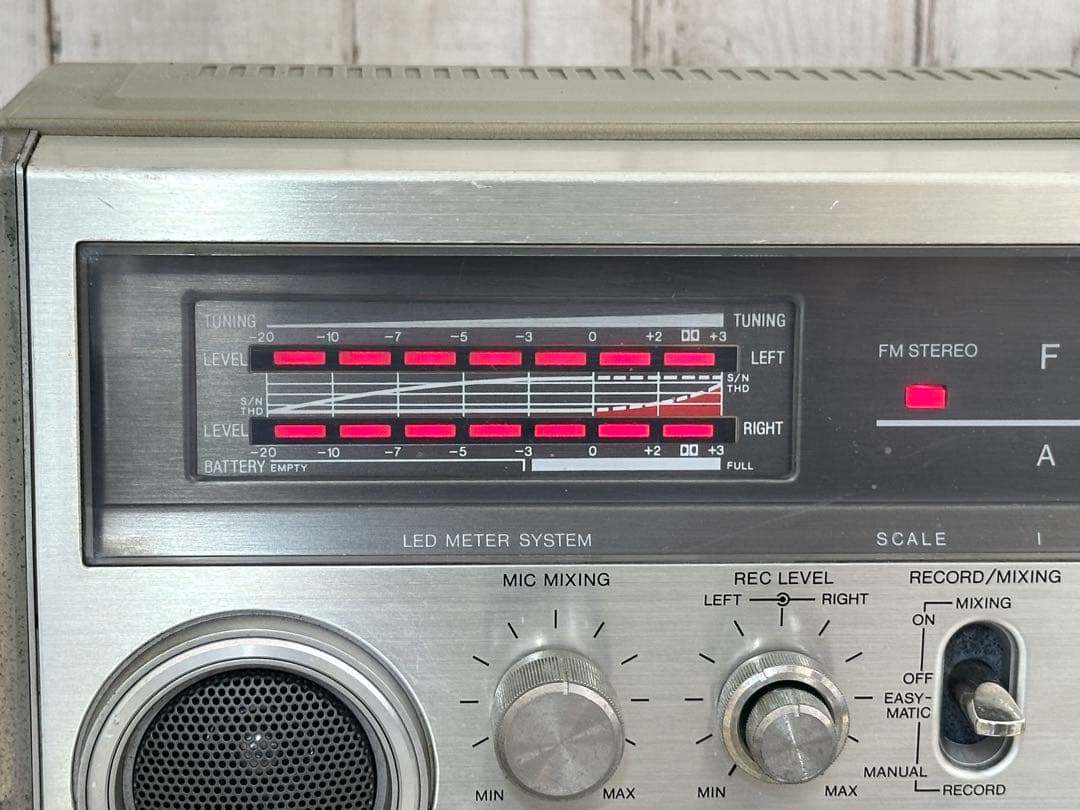 TUNING TUNING
-20 -10 -7 -5 -3 0 +2 +3
LEVEL LEFT
S/N
THD
S/N
THD
LEVEL RIGHT
-20 -10 -7 -5 -3 0 +2 +3
BATTERY EMPTY FULL
LED METER SYSTEM
FM STEREO F
A
SCALE I
MIC MIXING
MIN MAX
REC LEVEL
LEFT RIGHT
MIN MAX
RECORD/MIXING
MIXING
ON
OFF
EASY-
MATIC
MANUAL
RECORD